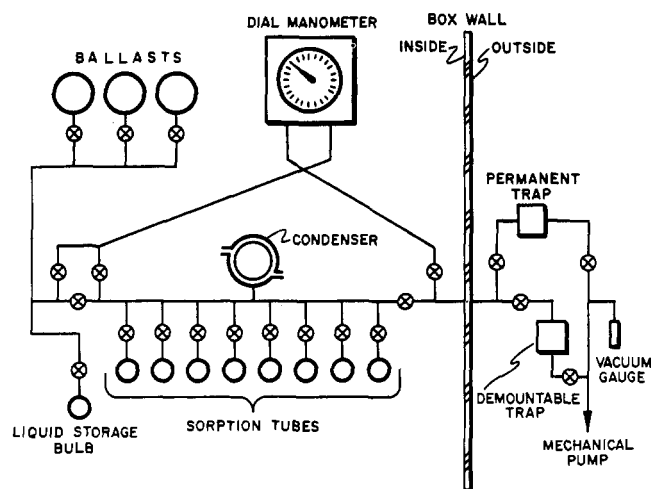 DIAL MANOMETER
BOX WALL
INSIDE
OUTSIDE
BALLASTS
PERMANENT
TRAP
CONDENSER
VACUUM
GAUGE
DEMOUNTABLE
TRAP
SORPTION TUBES
LIQUID STORAGE
BULB
MECHANICAL
PUMP